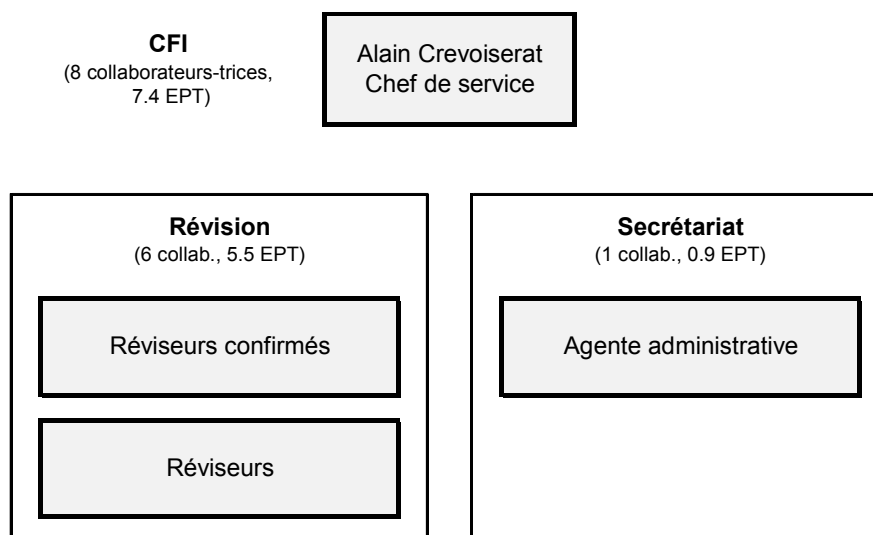 CFI
(8 collaborateurs-trices,
7.4 EPT)
Alain Crevoiserat
Chef de service
Révision
(6 collab., 5.5 EPT)
Réviseurs confirmés
Réviseurs
Secrétariat
(1 collab., 0.9 EPT)
Agente administrative